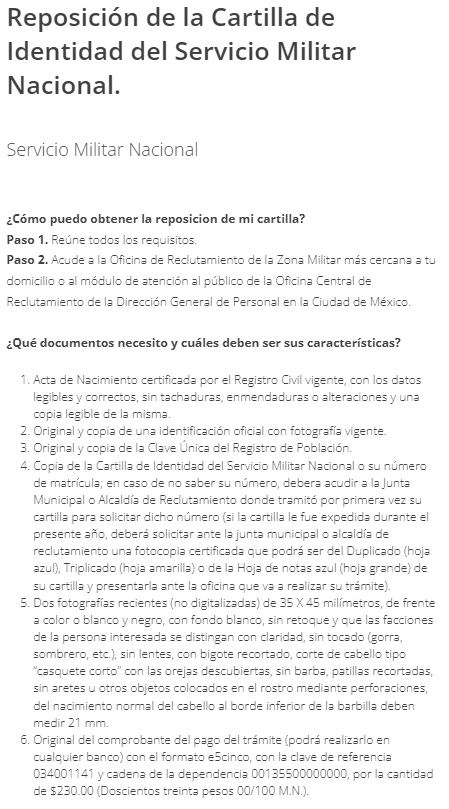 Reposición de la Cartilla de
Identidad del Servicio Militar
Nacional.
Servicio Militar Nacional
¿Cómo puedo obtener la reposicion de mi cartilla?
Paso 1. Reúne todos los requisitos.
Paso 2. Acude a la Oficina de Reclutamiento de la Zona Militar más cercana a tu
domicilio o al módulo de atención al público de la Oficina Central de
Reclutamiento de la Dirección General de Personal en la Ciudad de México.
¿Qué documentos necesito y cuáles deben ser sus características?
1. Acta de Nacimiento certificada por el Registro Civil vigente, con los datos
legibles y correctos, sin tachaduras, enmendaduras o alteraciones y una
copia legible de la misma.
2. Original y copia de una identificación oficial con fotografía vigente.
3. Original y copia de la Clave Única del Registro de Población.
4. Copia de la Cartilla de Identidad del Servicio Militar Nacional o su número
de matrícula; en caso de no saber su número, debera acudir a la Junta
Municipal o Alcaldía de Reclutamiento donde tramitó por primera vez su
cartilla para solicitar dicho número (si la cartilla le fue expedida durante el
presente año, deberá solicitar ante la junta municipal o alcaldía de
reclutamiento una fotocopia certificada que podrá ser del Duplicado (hoja
azul), Triplicado (hoja amarilla) o de la Hoja de notas azul (hoja grande) de
su cartilla y presentarla ante la oficina que va a realizar su trámite).
5. Dos fotografías recientes (no digitalizadas) de 35 X 45 milímetros, de frente
a color o blanco y negro, con fondo blanco, sin retoque y que las facciones
de la persona interesada se distingan con claridad, sin tocado (gorra,
sombrero, etc.), sin lentes, con bigote recortado, corte de cabello tipo
“casquete corto” con las orejas descubiertas, sin barba, patillas recortadas,
sin aretes u otros objetos colocados en el rostro mediante perforaciones,
del nacimiento normal del cabello al borde inferior de la barbilla deben
medir 21 mm.
6. Original del comprobante del pago del trámite (podrá realizarlo en
cualquier banco) con el formato e5cinco, con la clave de referencia
034001141 y cadena de la dependencia 00135500000000, por la cantidad
de $230.00 (Doscientos treinta pesos 00/100 M.N.).